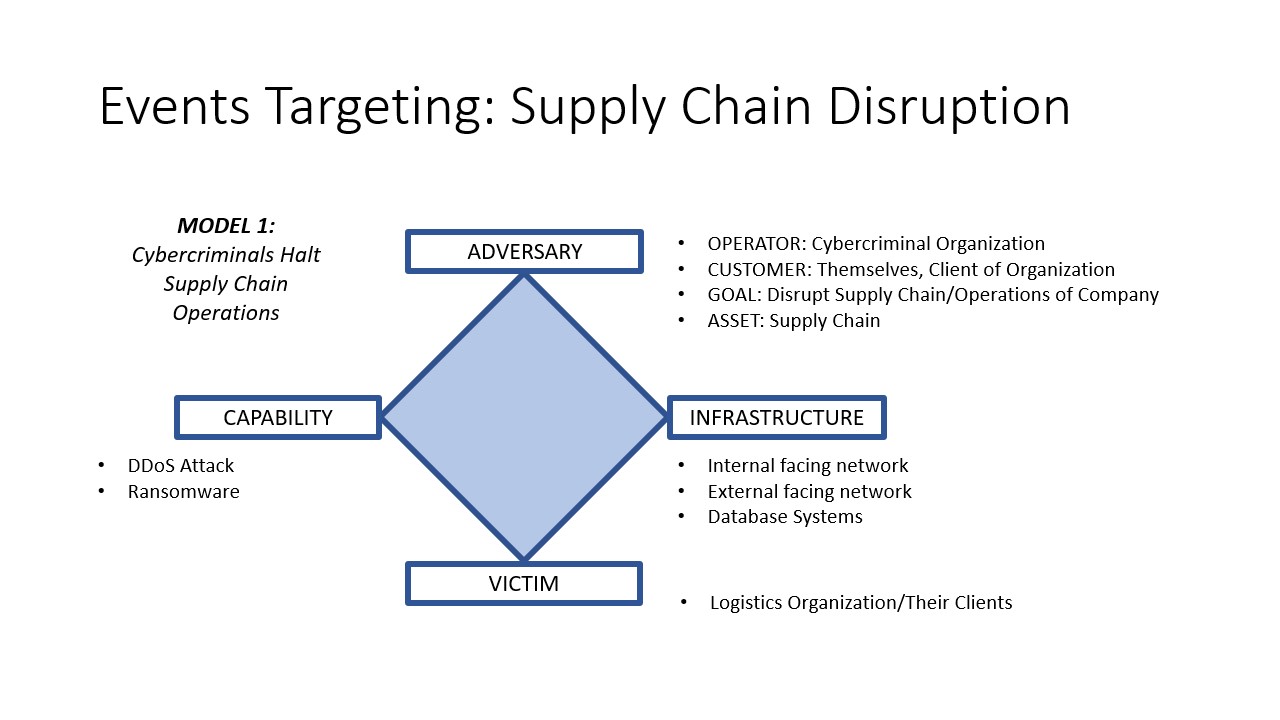 Events Targeting: Supply Chain Disruption
MODEL 1:
Cybercriminals Halt
Supply Chain
Operations
ADVERSARY
• OPERATOR: Cybercriminal Organization
• CUSTOMER: Themselves, Client of Organization
• GOAL: Disrupt Supply Chain/Operations of Company
• ASSET: Supply Chain
CAPABILITY
• DDoS Attack
• Ransomware
INFRASTRUCTURE
• Internal facing network
• External facing network
• Database Systems
VICTIM
• Logistics Organization/Their Clients